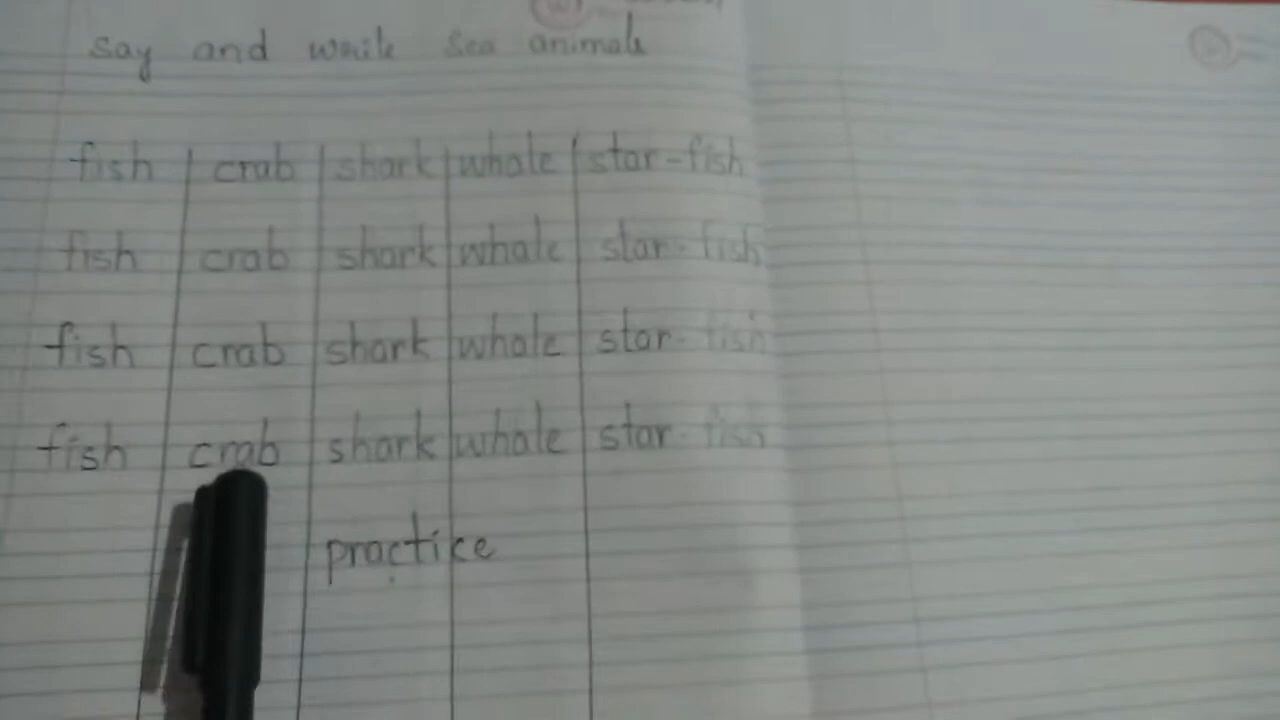 say and write sea animals
fish crab shark whale star-fish
fish crab shark whale star-fish
fish crab shark whale star-fish
fish crab shark whale star-fish
practice